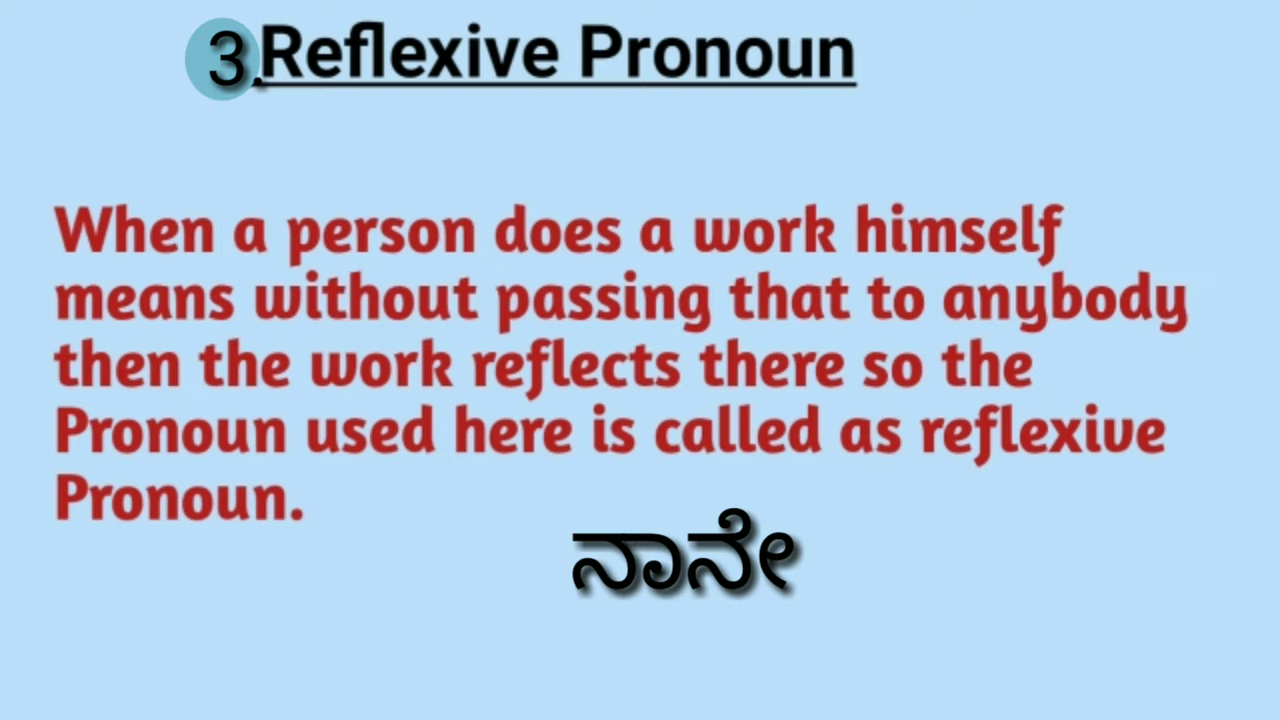 3.Reflexive Pronoun
When a person does a work himself
means without passing that to anybody
then the work reflects there so the
Pronoun used here is called as reflexive
Pronoun.
ನಾನೇ